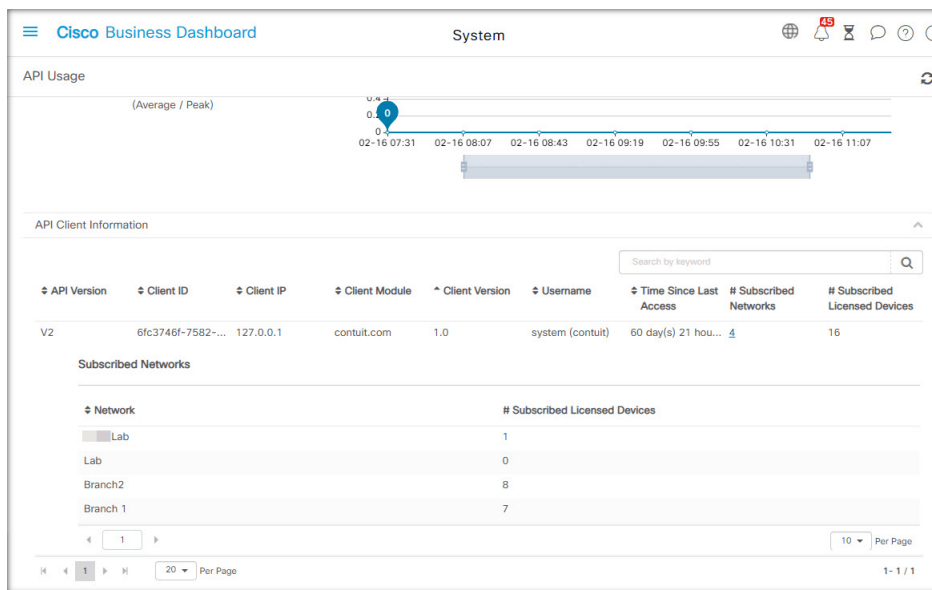 Cisco Business Dashboard System 45
API Usage
(Average / Peak)
0.4
0
0
02-16 07:31 02-16 08:07 02-16 08:43 02-16 09:19 02-16 09:55 02-16 10:31 02-16 11:07
API Client Information
Search by keyword
API Version Client ID Client IP Client Module Client Version Username Time Since Last Access # Subscribed Networks # Subscribed Licensed Devices
V2 6fc3746f-7582-... 127.0.0.1 contuit.com 1.0 system (contuit) 60 day(s) 21 hou... 4 16
Subscribed Networks
Network # Subscribed Licensed Devices
Lab 1
Lab 0
Branch2 8
Branch 1 7
1 10 Per Page
1 20 Per Page 1- 1 / 1